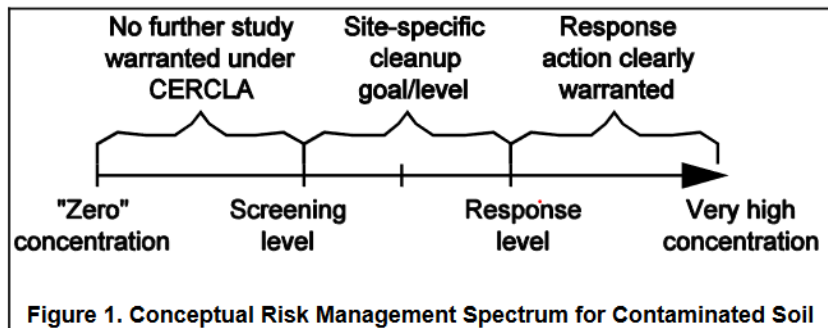 No further study
warranted under
CERCLA
Site-specific
cleanup
goal/level
Response
action clearly
warranted
"Zero"
concentration
Screening
level
Response
level
Very high
concentration
Figure 1. Conceptual Risk Management Spectrum for Contaminated Soil